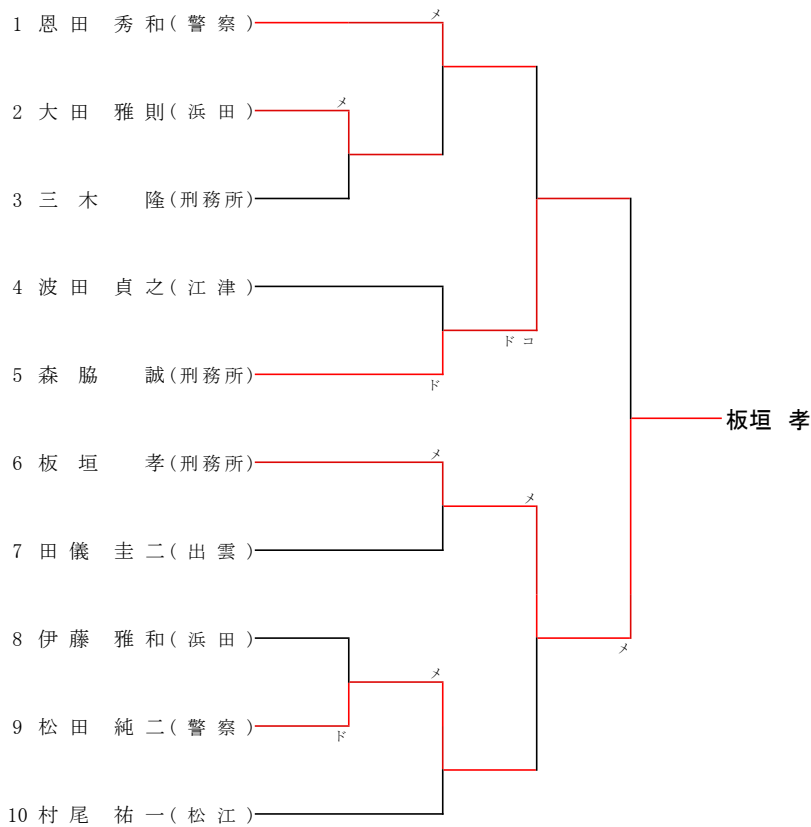 メ
1 恩田 秀和(警察)
メ
2 大田 雅則(浜田)
3 三木 隆(刑務所)
4 波田 貞之(江津)
ドコ
5 森脇 誠(刑務所)
ド
板垣 孝
メ
6 板垣 孝(刑務所)
メ
7 田儀 圭二(出雲)
8 伊藤 雅和(浜田)
メ
メ
9 松田 純二(警察)
ド
10 村尾 祐一(松江)